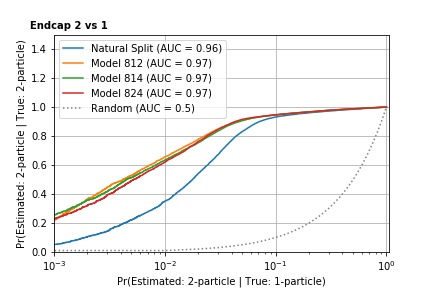 Endcap 2 vs 1
Pr(Estimated: 2-particle | True: 2-particle)
1.4
1.2
1.0
0.8
0.6
0.4
0.2
0.0
Natural Split (AUC = 0.96)
Model 812 (AUC = 0.97)
Model 814 (AUC = 0.97)
Model 824 (AUC = 0.97)
Random (AUC = 0.5)
10⁻³ 10⁻² 10⁻¹ 10⁰
Pr(Estimated: 2-particle | True: 1-particle)